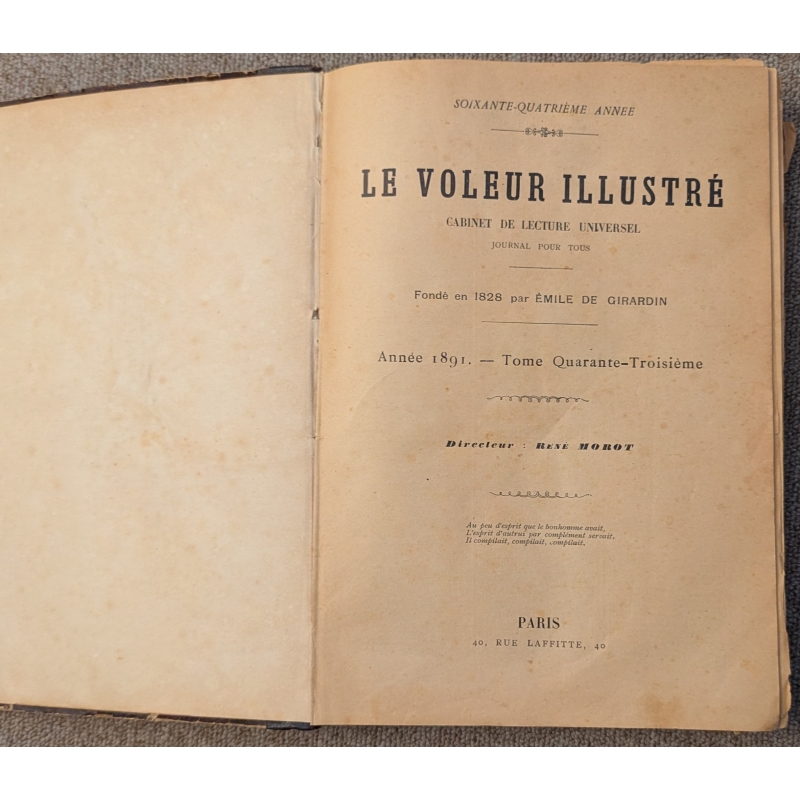 SOIXANTE-QUATRIÈME ANNEE
LE VOLEUR ILLUSTRÉ
CABINET DE LECTURE UNIVERSEL
JOURNAL POUR TOUS
Fondé en 1828 par ÉMILE DE GIRARDIN
Année 1891. — Tome Quarante-Troisième
Directeur : RENÉ MOROT
Au peu d'esprit que le bonhomme avait,
L'esprit d'autrui par complément servait.
Il compilait, compilait, compilait.
PARIS
40, RUE LAFFITTE, 40